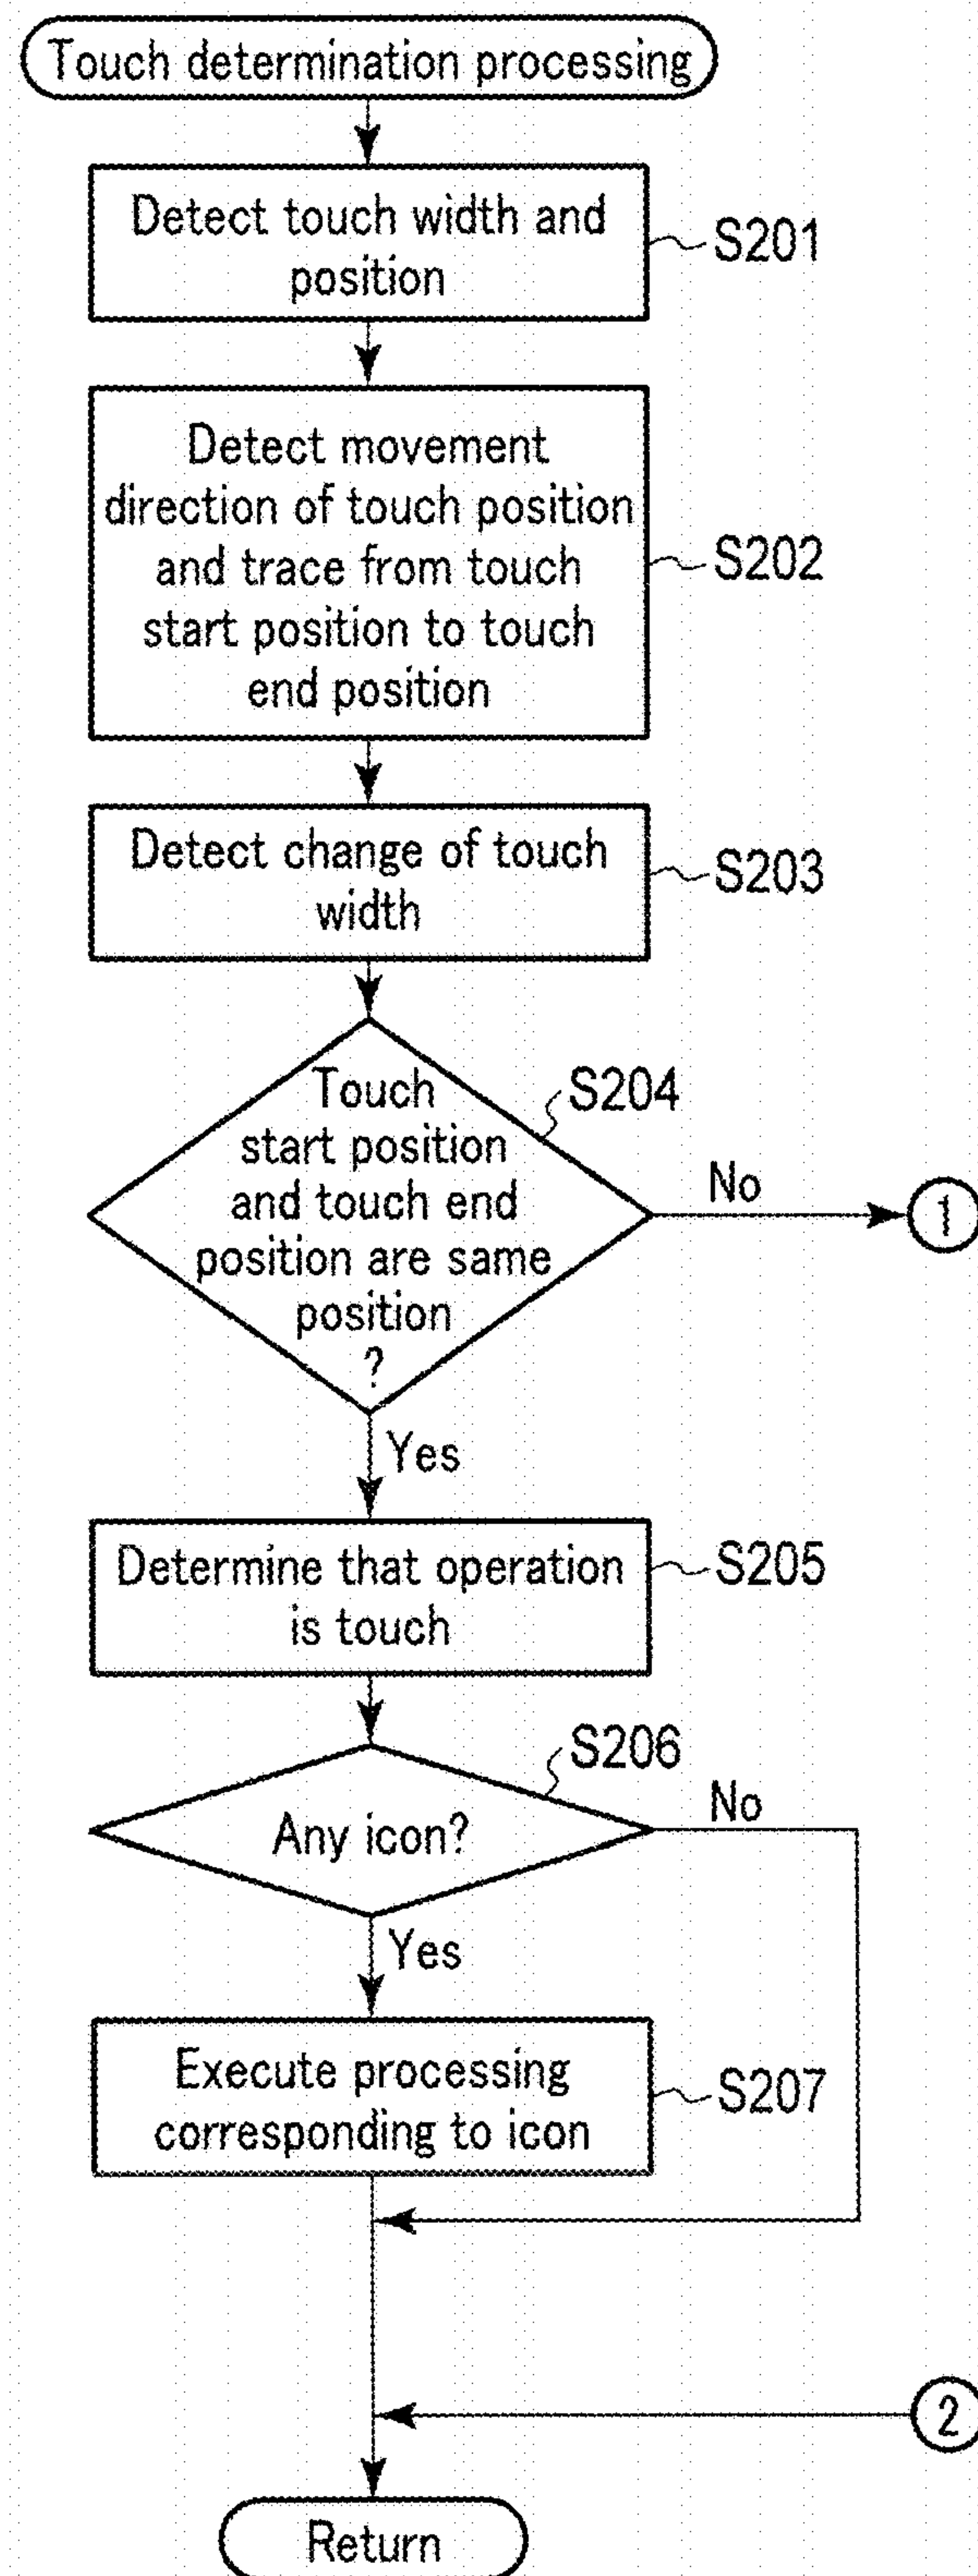 Touch determination processing
Detect touch width and
position
S201
Detect movement
direction of touch position
and trace from touch
start position to touch
end position
S202
Detect change of touch
width
S203
Touch
start position
and touch end
position are same
position
?
S204
No
1
Yes
Determine that operation
is touch
S205
Any icon?
S206
No
Yes
Execute processing
corresponding to icon
S207
2
Return